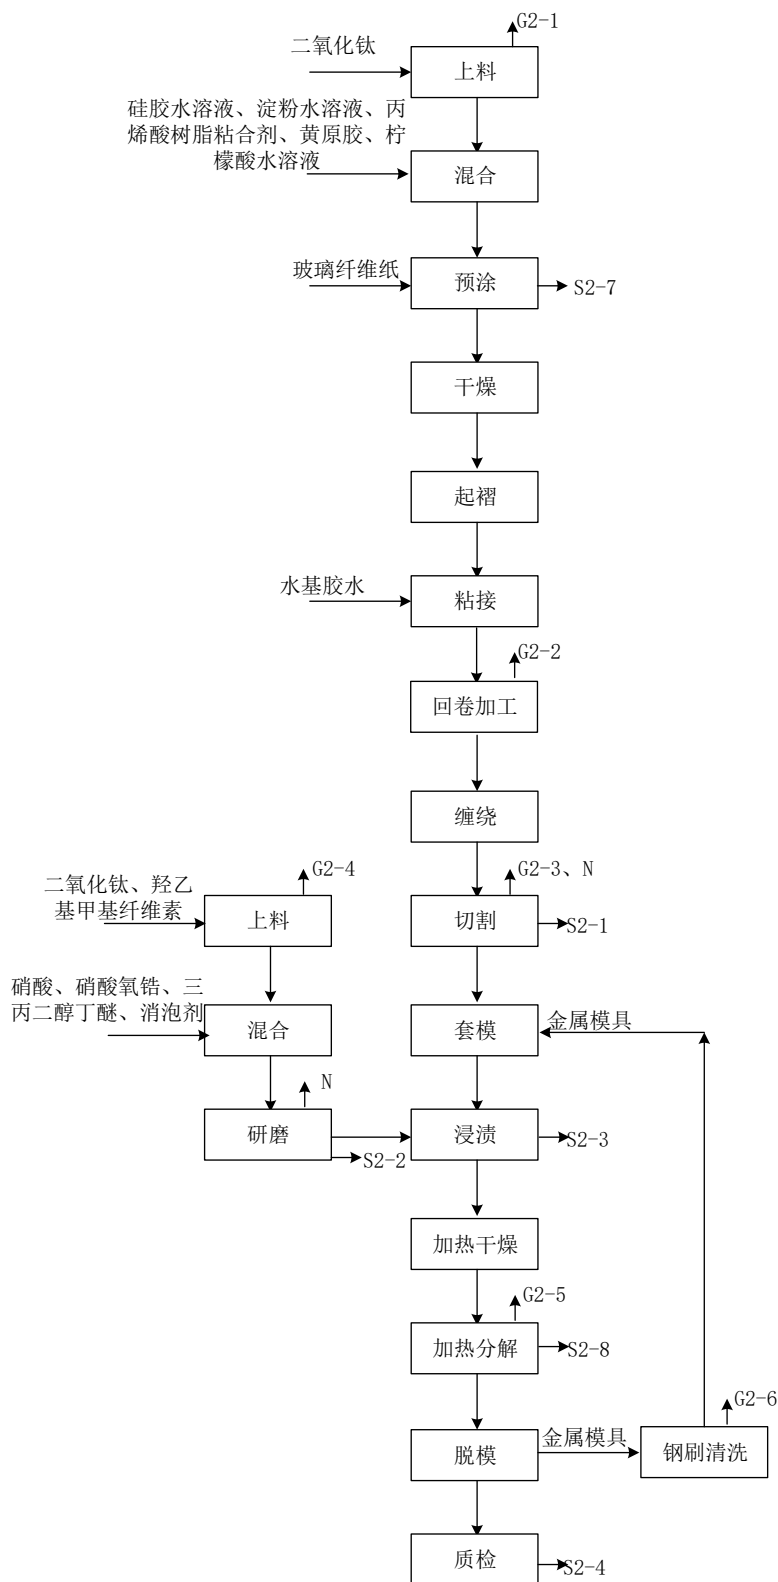 G2-1
二氧化钛
上料
硅胶水溶液、淀粉水溶液、丙
烯酸树脂粘合剂、黄原胶、柠
檬酸水溶液
混合
玻璃纤维纸
预涂
S2-7
干燥
起褶
水基胶水
粘接
G2-2
回卷加工
缠绕
G2-3、N
切割
S2-1
G2-4
二氧化钛、羟乙
基甲基纤维素
上料
硝酸、硝酸氧锆、三
丙二醇丁醚、消泡剂
混合
金属模具
套模
N
研磨
S2-2
浸渍
S2-3
加热干燥
G2-5
加热分解
S2-8
脱模
金属模具
G2-6
钢刷清洗
质检
S2-4